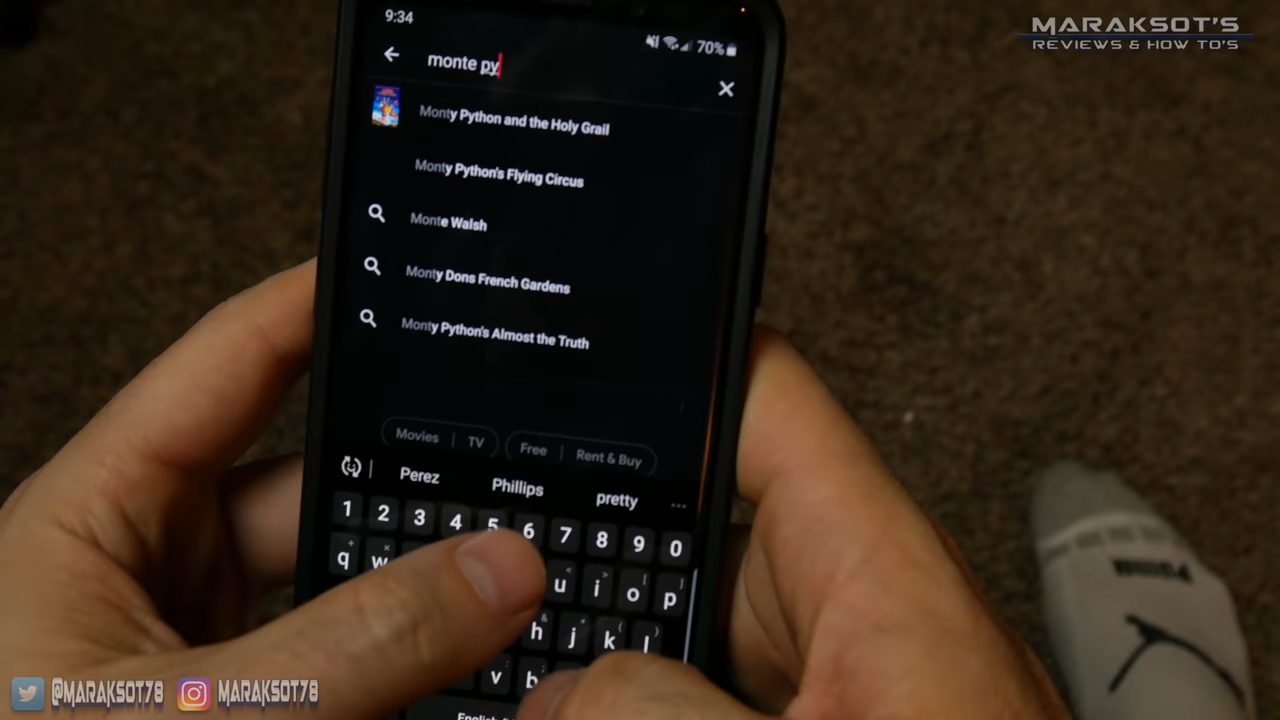 MARAKSOT'S
REVIEWS & HOW TO'S
9:34
70%
monte py
Monty Python and the Holy Grail
Monty Python's Flying Circus
Monte Walsh
Monty Dons French Gardens
Monty Python's Almost the Truth
Movies | TV
Free | Rent & Buy
Perez Phillips pretty
1 2 3 4 5 6 7 8 9 0
q w u i o p
h j k l
v b
English
PUMA
@MARAKSOT78 MARAKSOT78